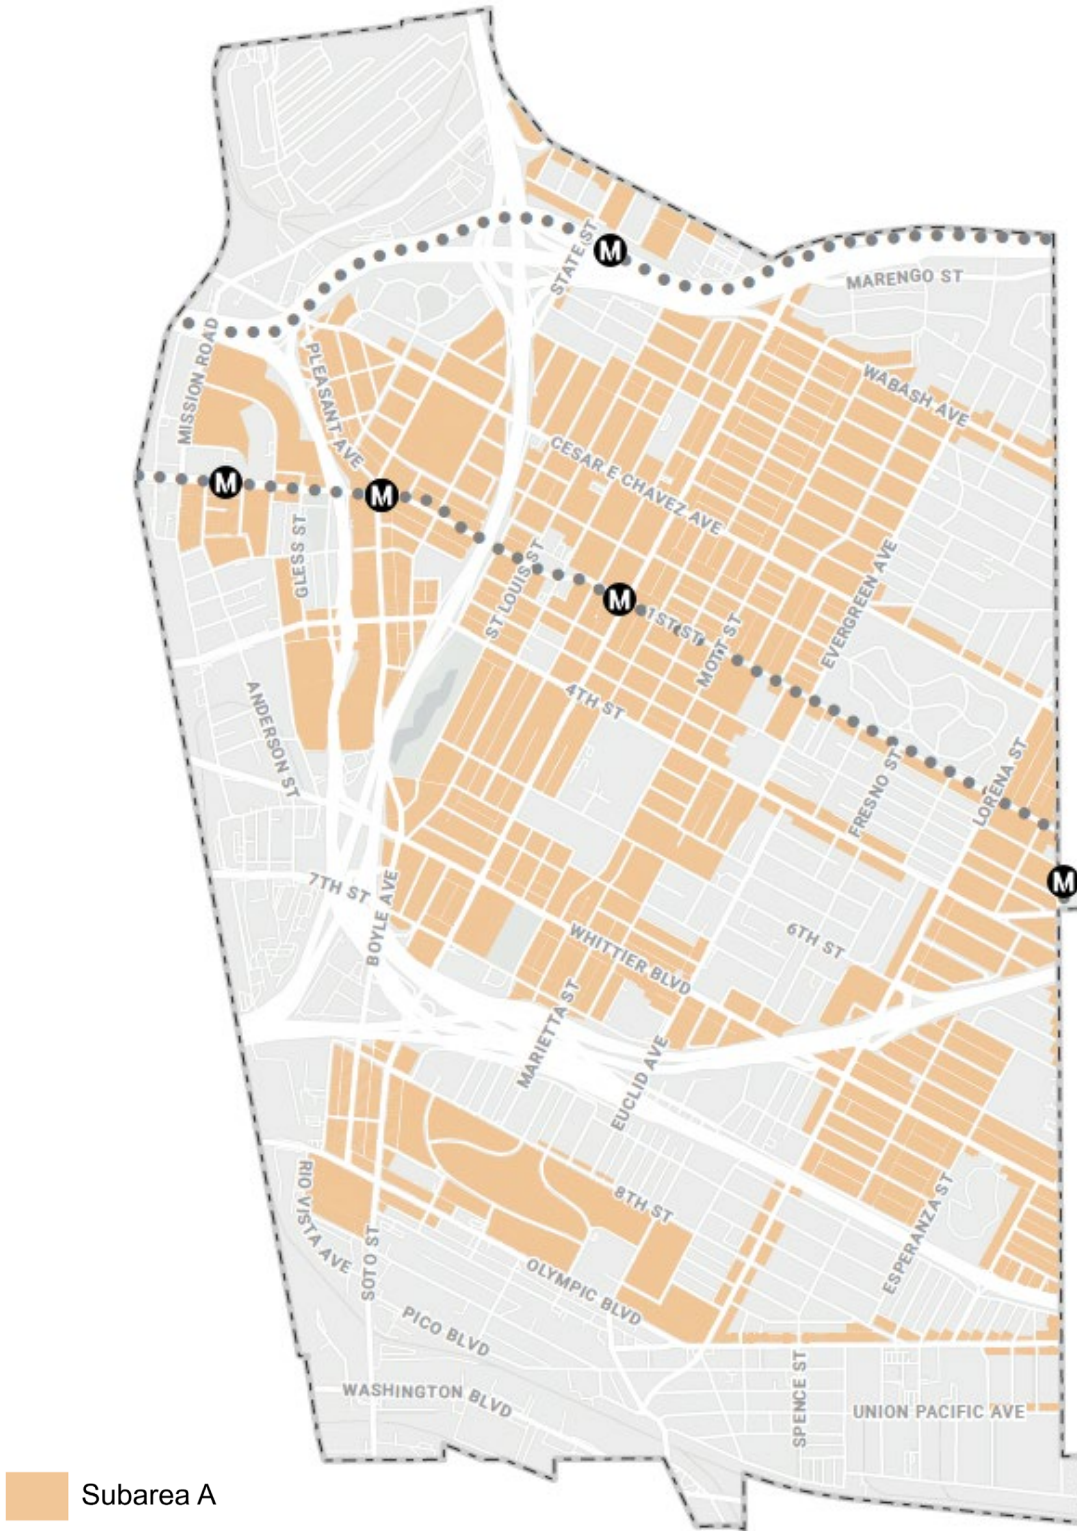 M
STATE ST
MARENGO ST
MISSION ROAD
PLEASANT AVE
WABASH AVE
CESAR E CHAVEZ AVE
M
M
GLESS ST
ST LOUIS ST
EVERGREEN AVE
M
1ST ST
MOTT ST
4TH ST
ANDERSON ST
FRESNO ST
LORENA ST
7TH ST
BOYLE AVE
M
WHITTIER BLVD
6TH ST
MARIETTA ST
EUCLID AVE
RIO VISTA AVE
8TH ST
ESPERANZA ST
SOTO ST
OLYMPIC BLVD
PICO BLVD
WASHINGTON BLVD
SPENCE ST
UNION PACIFIC AVE
Subarea A